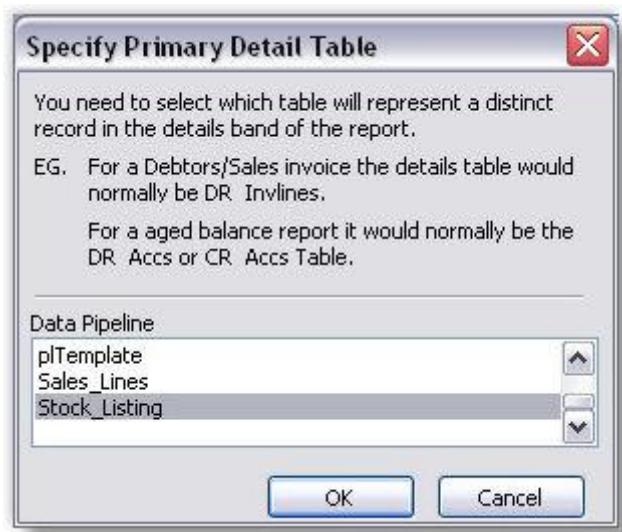 Specify Primary Detail Table
You need to select which table will represent a distinct
record in the details band of the report.
EG. For a Debtors/Sales invoice the details table would
normally be DR Invlines.
For a aged balance report it would normally be the
DR Accs or CR Accs Table.
Data Pipeline
plTemplate
Sales_Lines
Stock_Listing
OK Cancel